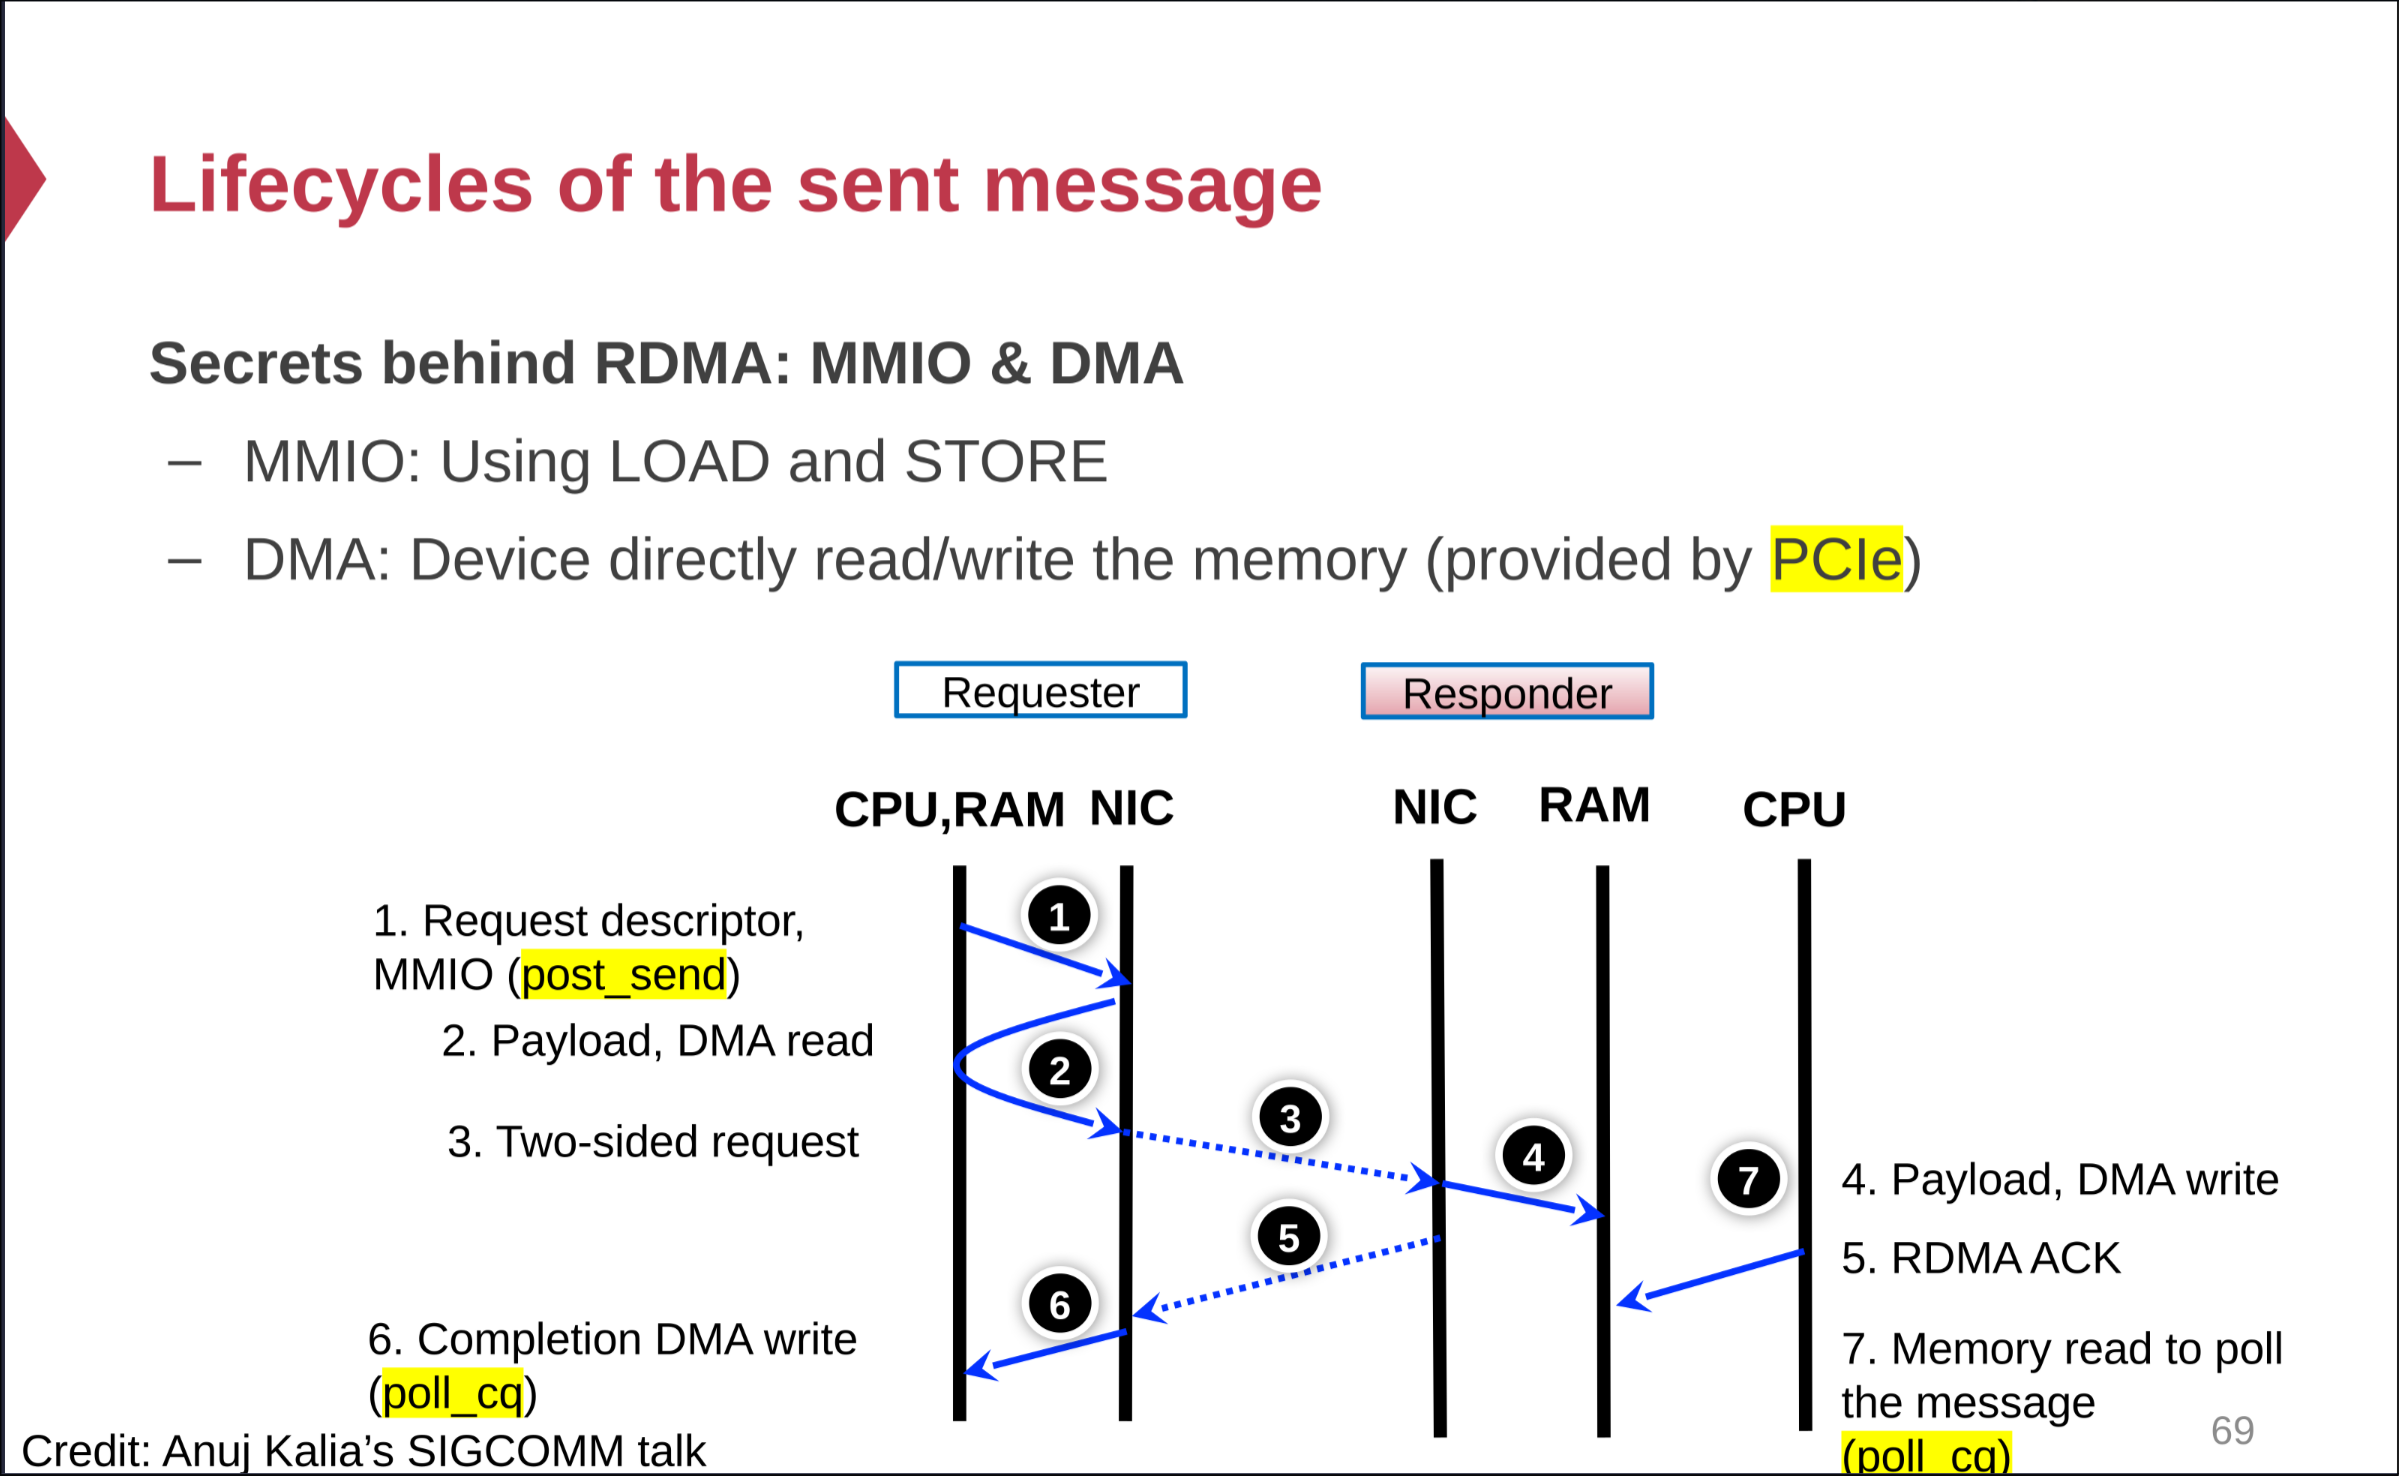 Lifecycles of the sent message
Secrets behind RDMA: MMIO & DMA
– MMIO: Using LOAD and STORE
– DMA: Device directly read/write the memory (provided by PCIe)
Requester
Responder
CPU,RAM NIC
NIC RAM CPU
1. Request descriptor,
MMIO (post_send)
2. Payload, DMA read
3. Two-sided request
1
2
3
4
5
6
7
4. Payload, DMA write
5. RDMA ACK
6. Completion DMA write
(poll_cq)
7. Memory read to poll
the message
(poll_cq)
Credit: Anuj Kalia’s SIGCOMM talk
69